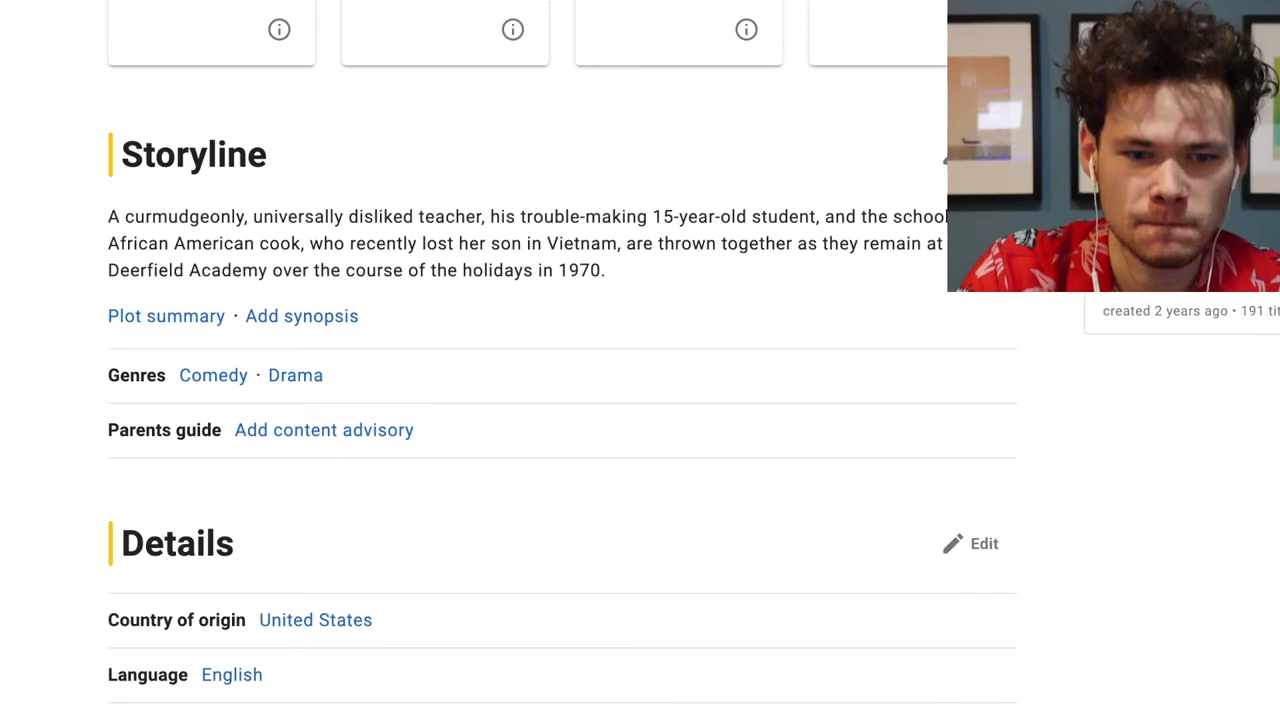 Storyline
A curmudgeonly, universally disliked teacher, his trouble-making 15-year-old student, and the school
African American cook, who recently lost her son in Vietnam, are thrown together as they remain at
Deerfield Academy over the course of the holidays in 1970.
Plot summary · Add synopsis
created 2 years ago • 191
Genres Comedy · Drama
Parents guide Add content advisory
Details
Edit
Country of origin United States
Language English